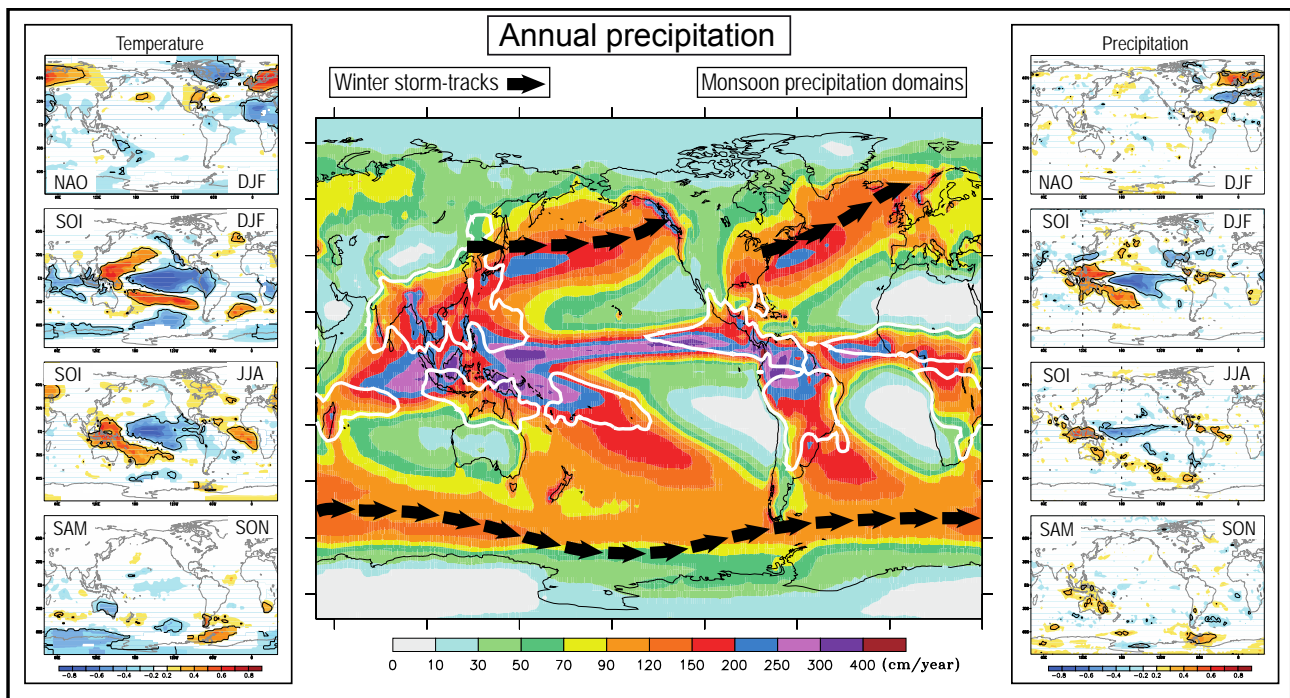 Annual precipitation
Winter storm-tracks
Monsoon precipitation domains
Temperature
NAO DJF
SOI DJF
SOI JJA
SAM SON
−0.8 −0.6 −0.4 −0.2 0.2 0.4 0.6 0.8
0 10 30 50 70 90 120 150 200 250 300 400 (cm/year)
Precipitation
NAO DJF
SOI DJF
SOI JJA
SAM SON
−0.8 −0.6 −0.4 −0.2 0.2 0.4 0.6 0.8